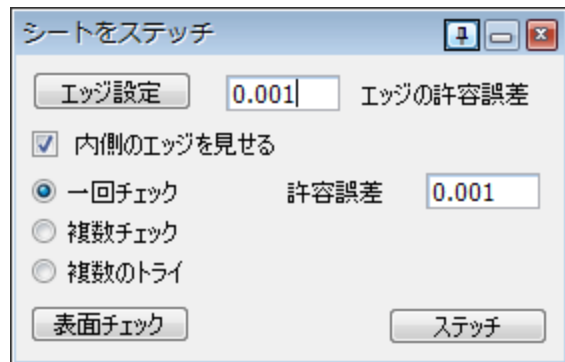 シートをステッチ
エッジ設定 0.001 エッジの許容誤差
内側のエッジを見せる
一回チェック 許容誤差 0.001
複数チェック
複数のトライ
表面チェック ステッチ